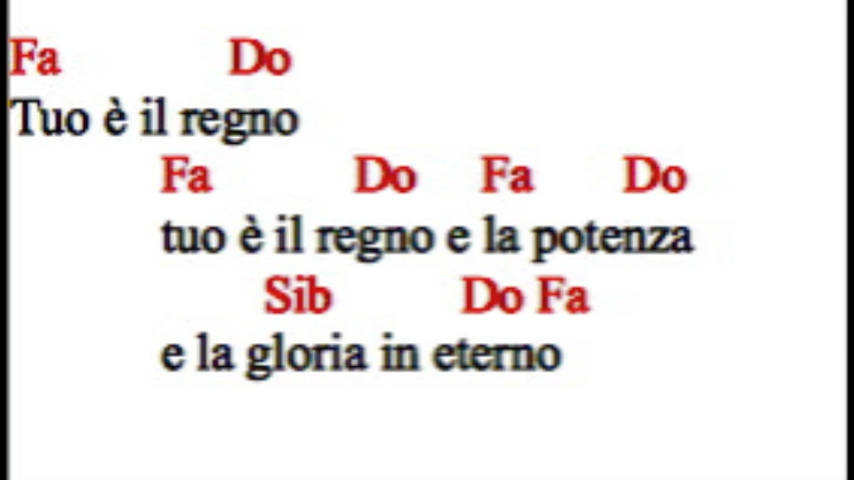 Fa Do
Tuo è il regno
Fa Do Fa Do
tuo è il regno e la potenza
Sib Do Fa
e la gloria in eterno